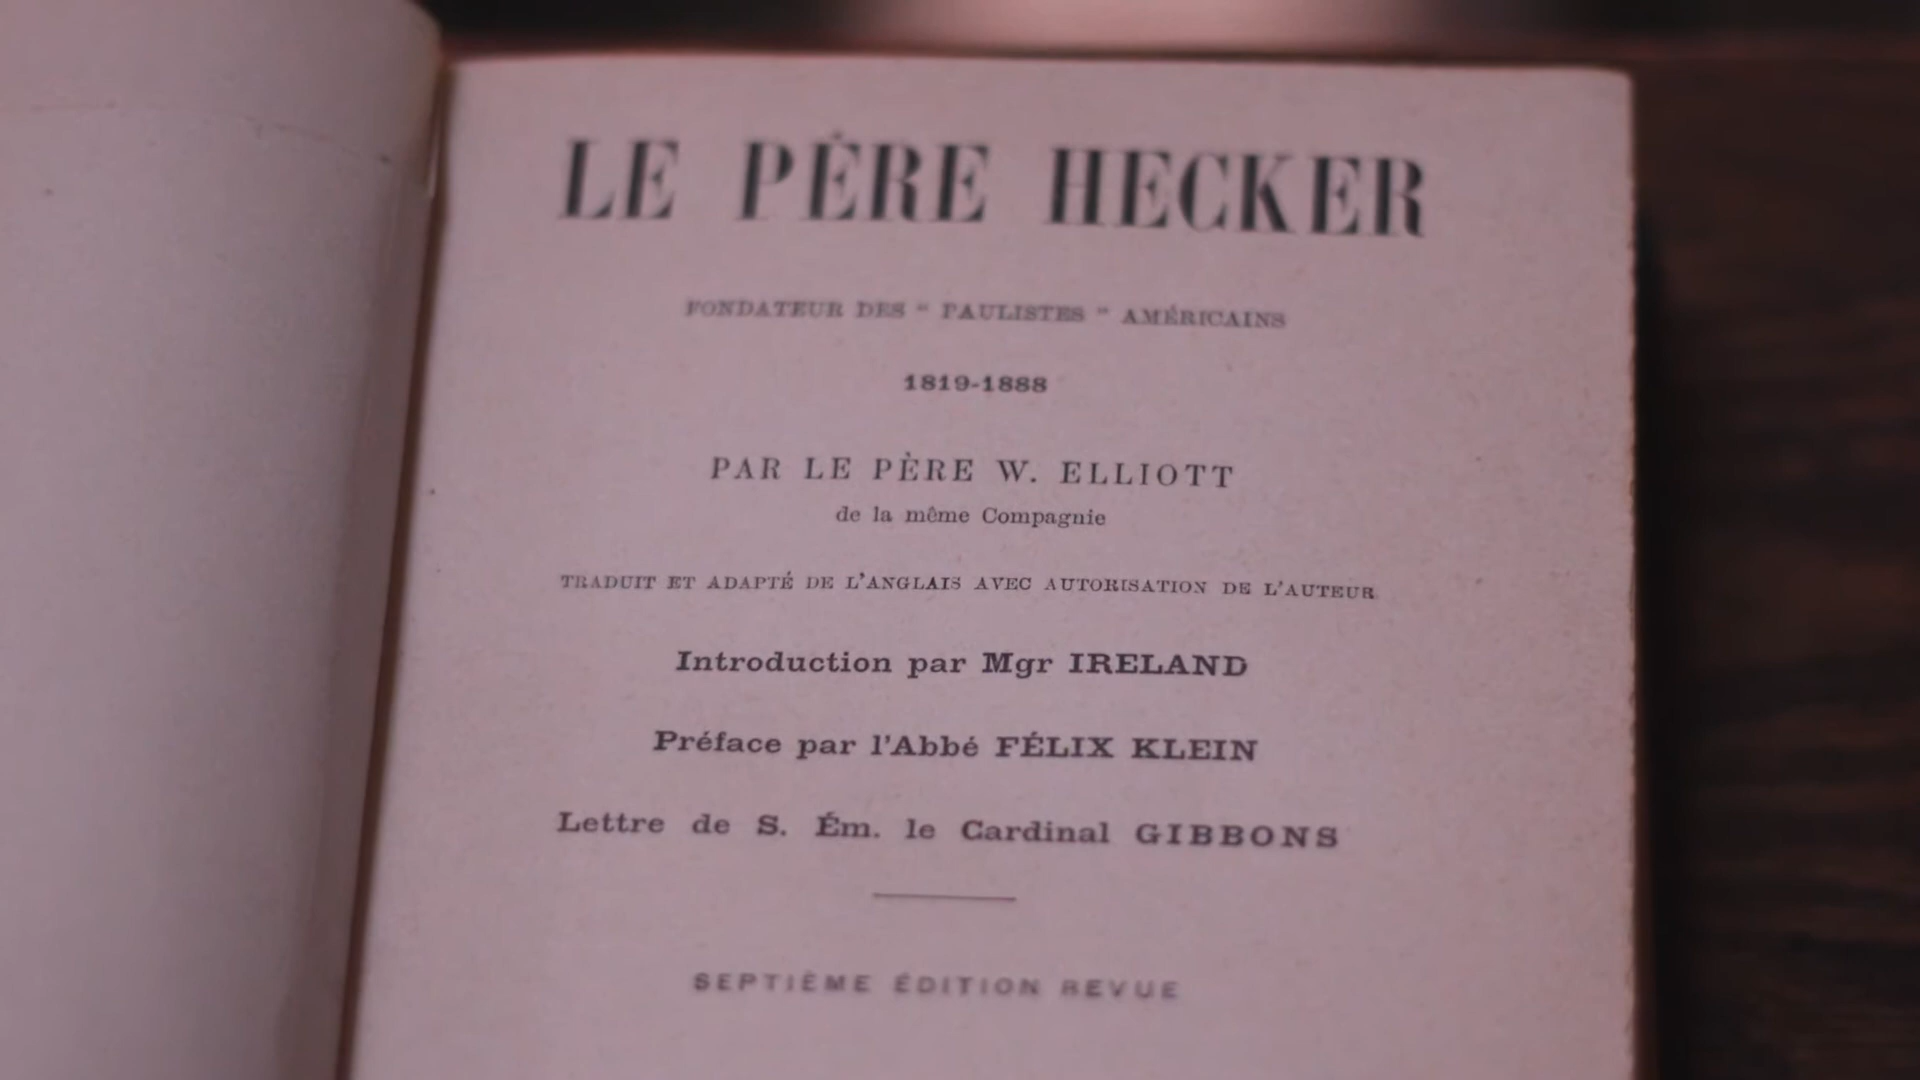 LE PÈRE HECKER
FONDATEUR DES “ PAULISTES ” AMÉRICAINS
1819-1888
PAR LE PÈRE W. ELLIOTT
de la même Compagnie
TRADUIT ET ADAPTÉ DE L'ANGLAIS AVEC AUTORISATION DE L'AUTEUR
Introduction par Mgr IRELAND
Préface par l'Abbé FÉLIX KLEIN
Lettre de S. Ém. le Cardinal GIBBONS
SEPTIÈME ÉDITION REVUE